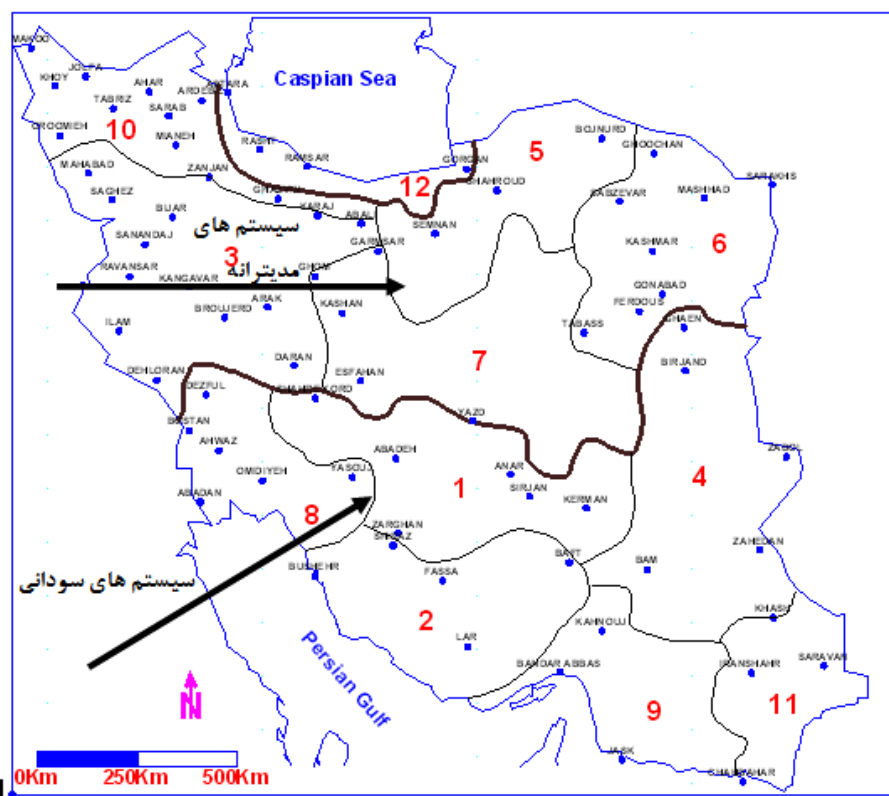 MAKOO
JOLFA
KHOY
AHAR
TABRIZ
ARDEBIL
ASTARA
SARAB
OROOMIEH
10
MIANEH
MAHABAD
ZANJAN
SAGHEZ
Caspian Sea
RASHT
RAMSAR
12
GORGAN
5
BOJNURD
GHOOCHAN
SHAHROUD
SABZEVAR
MASHHAD
SARAKHS
KARAJ
ABALI
SEMNAN
GARMSAR
BIJAR
SANANDAJ
سیستم های
3
مدیترانه
RAVANSAR
KANGAVAR
GHOM
KASHMAR
6
GONABAD
FERDOUS
GHAEN
ARAK
KASHAN
BROUJERD
ILAM
TABASS
7
DARAN
ESFAHAN
BIRJAND
DEHLORAN
DEZFUL
SHAHRE KORD
YAZD
BOSTAN
AHWAZ
OMIDIYEH
YASOUJ
ABADEH
ANAR
SIRJAN
KERMAN
1
4
ZABOL
ABADAN
8
ZARGHAN
SHIRAZ
ZAHEDAN
سیستم های سودانی
BUSHEHR
FASSA
BAFT
BAM
2
LAR
KAHNOUJ
KHASH
SARAVAN
IRANSHAHR
BANDAR ABBAS
Persian Gulf
9
11
JASK
CHAHBAHAR
N
0Km 250Km 500Km